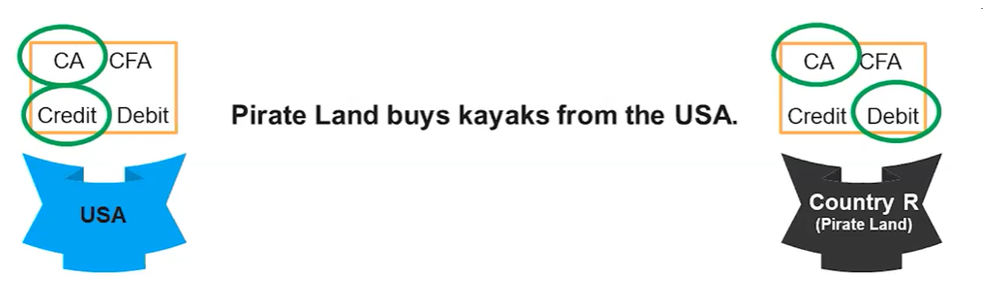 CA CFA
Credit Debit
Pirate Land buys kayaks from the USA.
CA CFA
Credit Debit
USA
Country R
(Pirate Land)